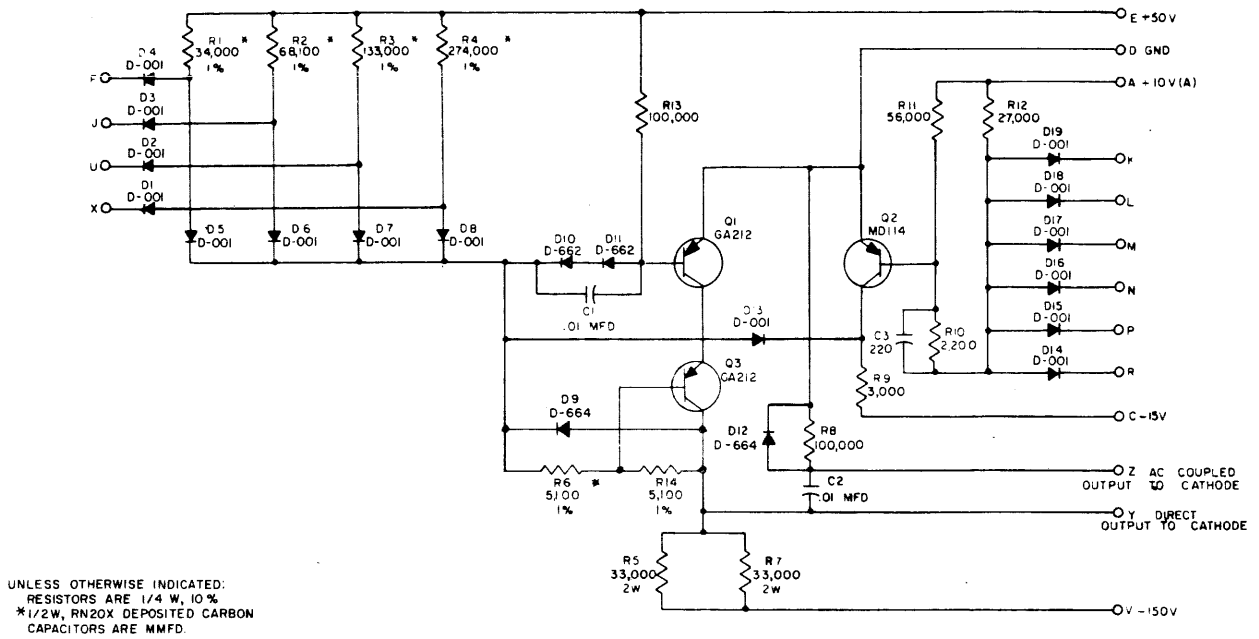 E +50V
R1 *
34,000
1%
R2 *
68,100
1%
R3 *
133,000
1%
R4 *
274,000
1%
D GND
D4
D-001
F
A +10V(A)
R11
56,000
R12
27,000
R13
100,000
D3
D-001
J
D2
D-001
U
D19
D-001
K
D1
D-001
X
D18
D-001
L
D5
D-001
D6
D-001
D7
D-001
D8
D-001
Q1
GA212
Q2
MD114
D17
D-001
M
D10
D-662
D11
D-662
D16
D-001
N
C1
.01 MFD
D13
D-001
C3
220
R10
2,200
D15
D-001
P
Q3
GA212
D14
D-001
R
R9
3,000
D9
D-664
C -15V
D12
D-664
R8
100,000
R6 *
5,100
1%
R14
5,100
1%
C2
.01 MFD
Z AC COUPLED
OUTPUT TO CATHODE
Y DIRECT
OUTPUT TO CATHODE
R5
33,000
2W
R7
33,000
2W
V -150V
UNLESS OTHERWISE INDICATED:
RESISTORS ARE 1/4 W, 10 %
*1/2W, RN20X DEPOSITED CARBON
CAPACITORS ARE MMFD.